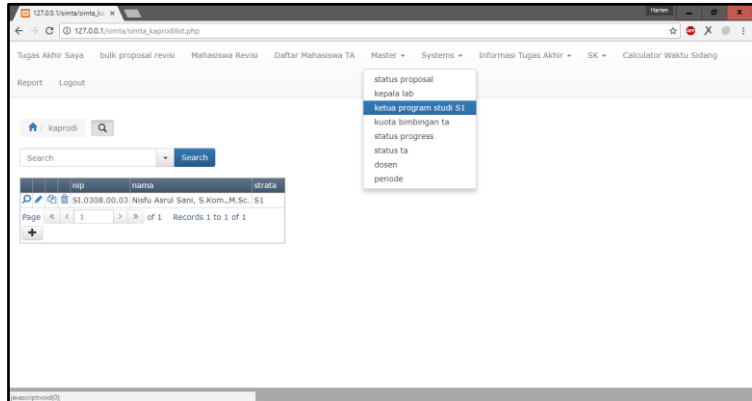 127.0.0.1/simta/simta_ka
Harlen
127.0.0.1/simta/simta_kaprodilist.php
Tugas Akhir Saya bulk proposal revisi Mahasiswa Revisi Daftar Mahasiswa TA Master Systems Informasi Tugas Akhir SK Calculator Waktu Sidang
Report Logout
status proposal
kepala lab
ketua program studi S1
kuota bimbingan ta
status progress
status ta
dosen
periode
/ kaprodi
Search Search
nip nama strata
SI.0308.00.03 Nisfu Asrul Sani, S.Kom.,M.Sc. S1
Page « < 1 > » of 1 Records 1 to 1 of 1
+
javascript:void(0);